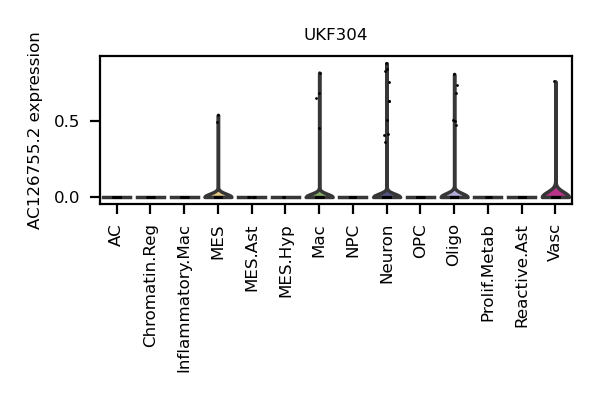 UKF304
AC126755.2 expression
0.5
0.0
AC
Chromatin.Reg
Inflammatory.Mac
MES
MES.Ast
MES.Hyp
Mac
NPC
Neuron
OPC
Oligo
Prolif.Metab
Reactive.Ast
Vasc